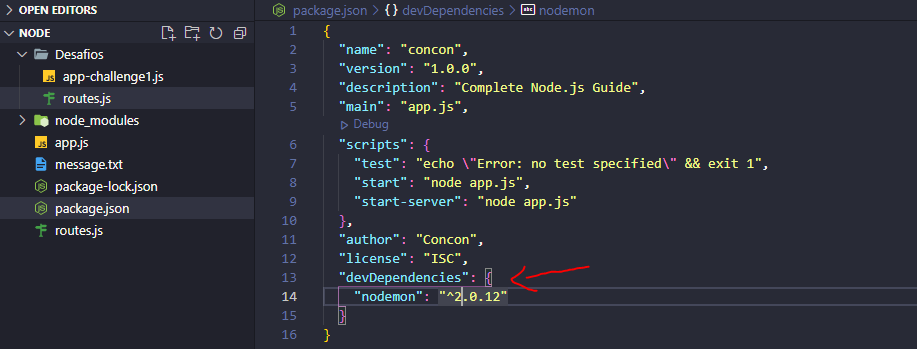 OPEN EDITORS
NODE
Desafios
JS app-challenge1.js
routes.js
node_modules
JS app.js
message.txt
package-lock.json
package.json
routes.js
package.json > {} devDependencies > abc nodemon
1 {
2 "name": "concon",
3 "version": "1.0.0",
4 "description": "Complete Node.js Guide",
5 "main": "app.js",
Debug
6 "scripts": {
7 "test": "echo \"Error: no test specified\" && exit 1",
8 "start": "node app.js",
9 "start-server": "node app.js"
10 },
11 "author": "Concon",
12 "license": "ISC",
13 "devDependencies": {
14 "nodemon": "^2.0.12"
15 }
16 }